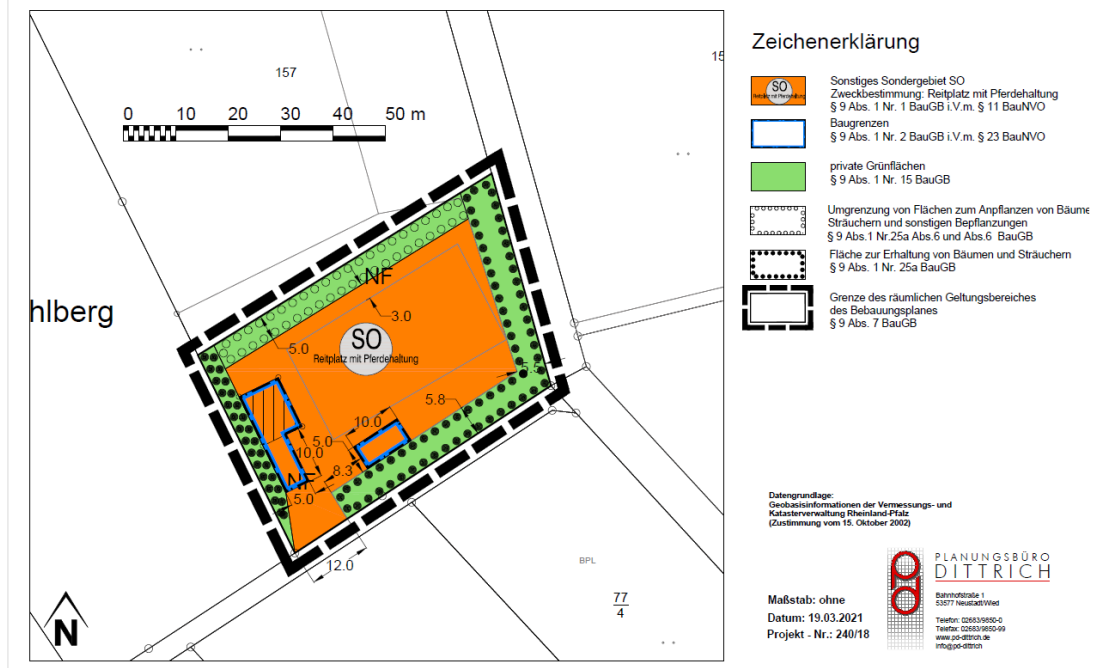 157
15
0 10 20 30 40 50 m
hlberg
NF
3.0
5.0
SO
Reitplatz mit Pferdehaltung
5.5
5.8
10.0
5.0
10.0
8.3
NF
5.0
12.0
BPL
77
4
N
Zeichenerklärung
SO
Reitplatz mit Pferdehaltung
Sonstiges Sondergebiet SO
Zweckbestimmung: Reitplatz mit Pferdehaltung
§ 9 Abs. 1 Nr. 1 BauGB i.V.m. § 11 BauNVO
Baugrenzen
§ 9 Abs. 1 Nr. 2 BauGB i.V.m. § 23 BauNVO
private Grünflächen
§ 9 Abs. 1 Nr. 15 BauGB
Umgrenzung von Flächen zum Anpflanzen von Bäume
Sträuchern und sonstigen Bepflanzungen
§ 9 Abs.1 Nr.25a Abs.6 und Abs.6 BauGB
Fläche zur Erhaltung von Bäumen und Sträuchern
§ 9 Abs. 1 Nr. 25a BauGB
Grenze des räumlichen Geltungsbereiches
des Bebauungsplanes
§ 9 Abs. 7 BauGB
Datengrundlage:
Geobasisinformationen der Vermessungs- und
Katasterverwaltung Rheinland-Pfalz
(Zustimmung vom 15. Oktober 2002)
Maßstab: ohne
Datum: 19.03.2021
Projekt - Nr.: 240/18
PLANUNGSBÜRO
DITTRICH
Bahnhofstraße 1
53577 Neustadt/Wied
Telefon: 02683/9850-0
Telefax: 02683/9850-99
www.pd-dittrich.de
info@pd-dittrich